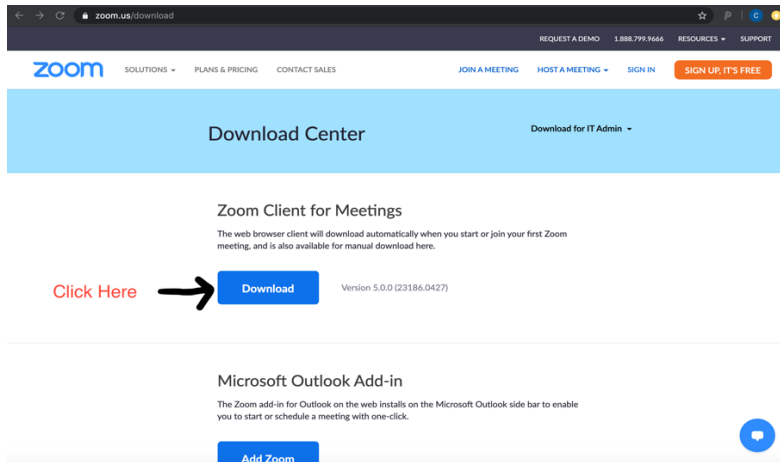 zoom.us/download
REQUEST A DEMO 1.888.799.9666 RESOURCES SUPPORT
zoom SOLUTIONS PLANS & PRICING CONTACT SALES JOIN A MEETING HOST A MEETING SIGN IN SIGN UP, IT'S FREE
Download Center Download for IT Admin
Zoom Client for Meetings
The web browser client will download automatically when you start or join your first Zoom
meeting, and is also available for manual download here.
Click Here Download Version 5.0.0 (23186.0427)
Microsoft Outlook Add-in
The Zoom add-in for Outlook on the web installs on the Microsoft Outlook side bar to enable
you to start or schedule a meeting with one-click.
Add Zoom